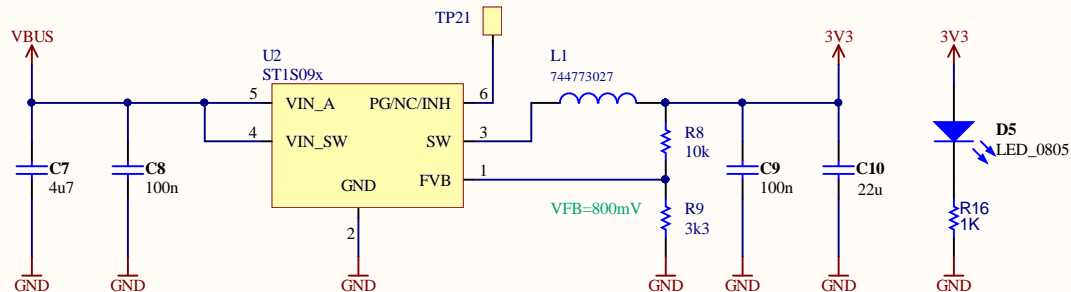 VBUS
TP21
3V3
3V3
U2
ST1S09x
L1
744773027
5
VIN_A
PG/NC/INH
6
4
VIN_SW
SW
3
R8
10k
D5
LED_0805
C7
4u7
C8
100n
FVB
1
C9
100n
C10
22u
GND
VFB=800mV
R9
3k3
R16
1K
2
GND
GND
GND
GND
GND
GND
GND